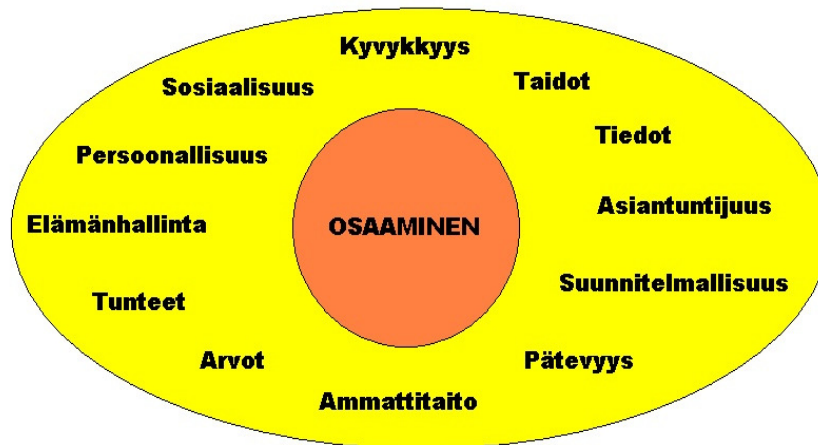 Kyvykkyys
Sosiaalisuus
Taidot
Tiedot
Persoonallisuus
Asiantuntijuus
Elämänhallinta
OSAAMINEN
Suunnitelmallisuus
Tunteet
Arvot
Pätevyys
Ammattitaito